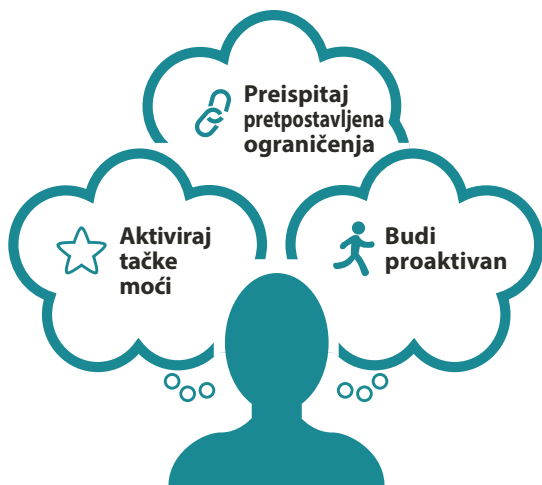 Preispitaj
pretpostavljena
ograničenja
Aktiviraj
tačke
moći
Budi
proaktivan